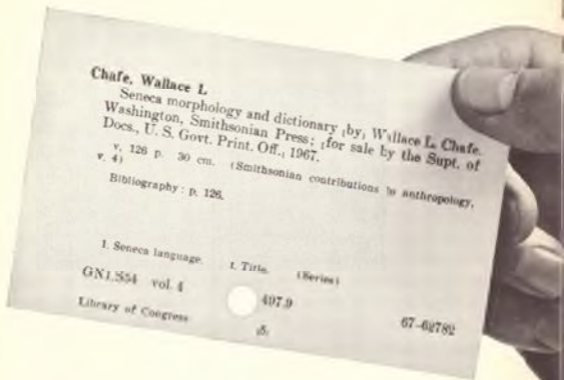 Chafe, Wallace L
Seneca morphology and dictionary [by] Wallace L. Chafe.
Washington, Smithsonian Press; [for sale by the Supt. of
Docs., U. S. Govt. Print. Off.] 1967.
v, 126 p. 30 cm. (Smithsonian contributions to anthropology,
v. 4)
Bibliography: p. 126.
1. Seneca language. I. Title. (Series)
GN1.S54 vol. 4 497.9 67-62782
Library of Congress [5]